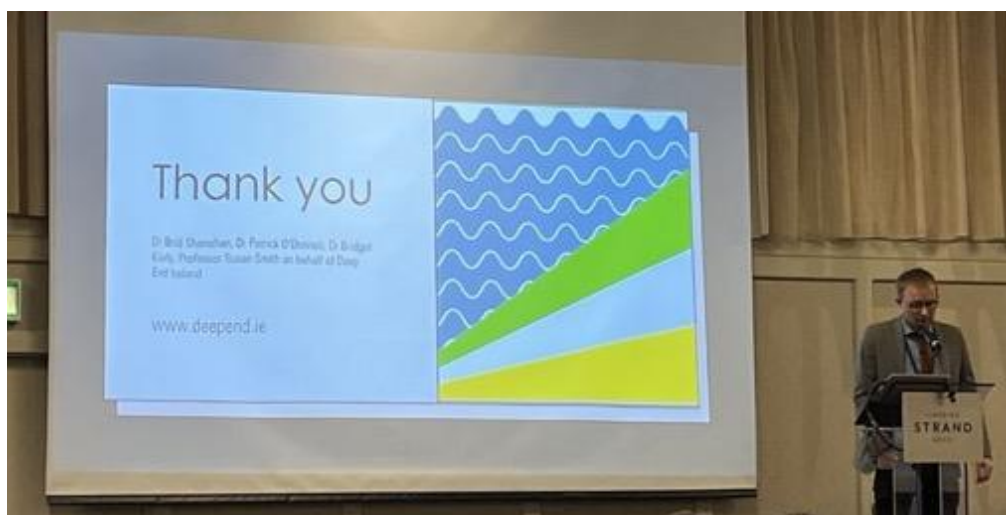 Thank you
Dr Bríd Shanahan, Dr Patrick O'Donnell, Dr Bridget
Kiely, Professor Susan Smith on behalf of Deep
End Ireland
www.deepend.ie
STRAND